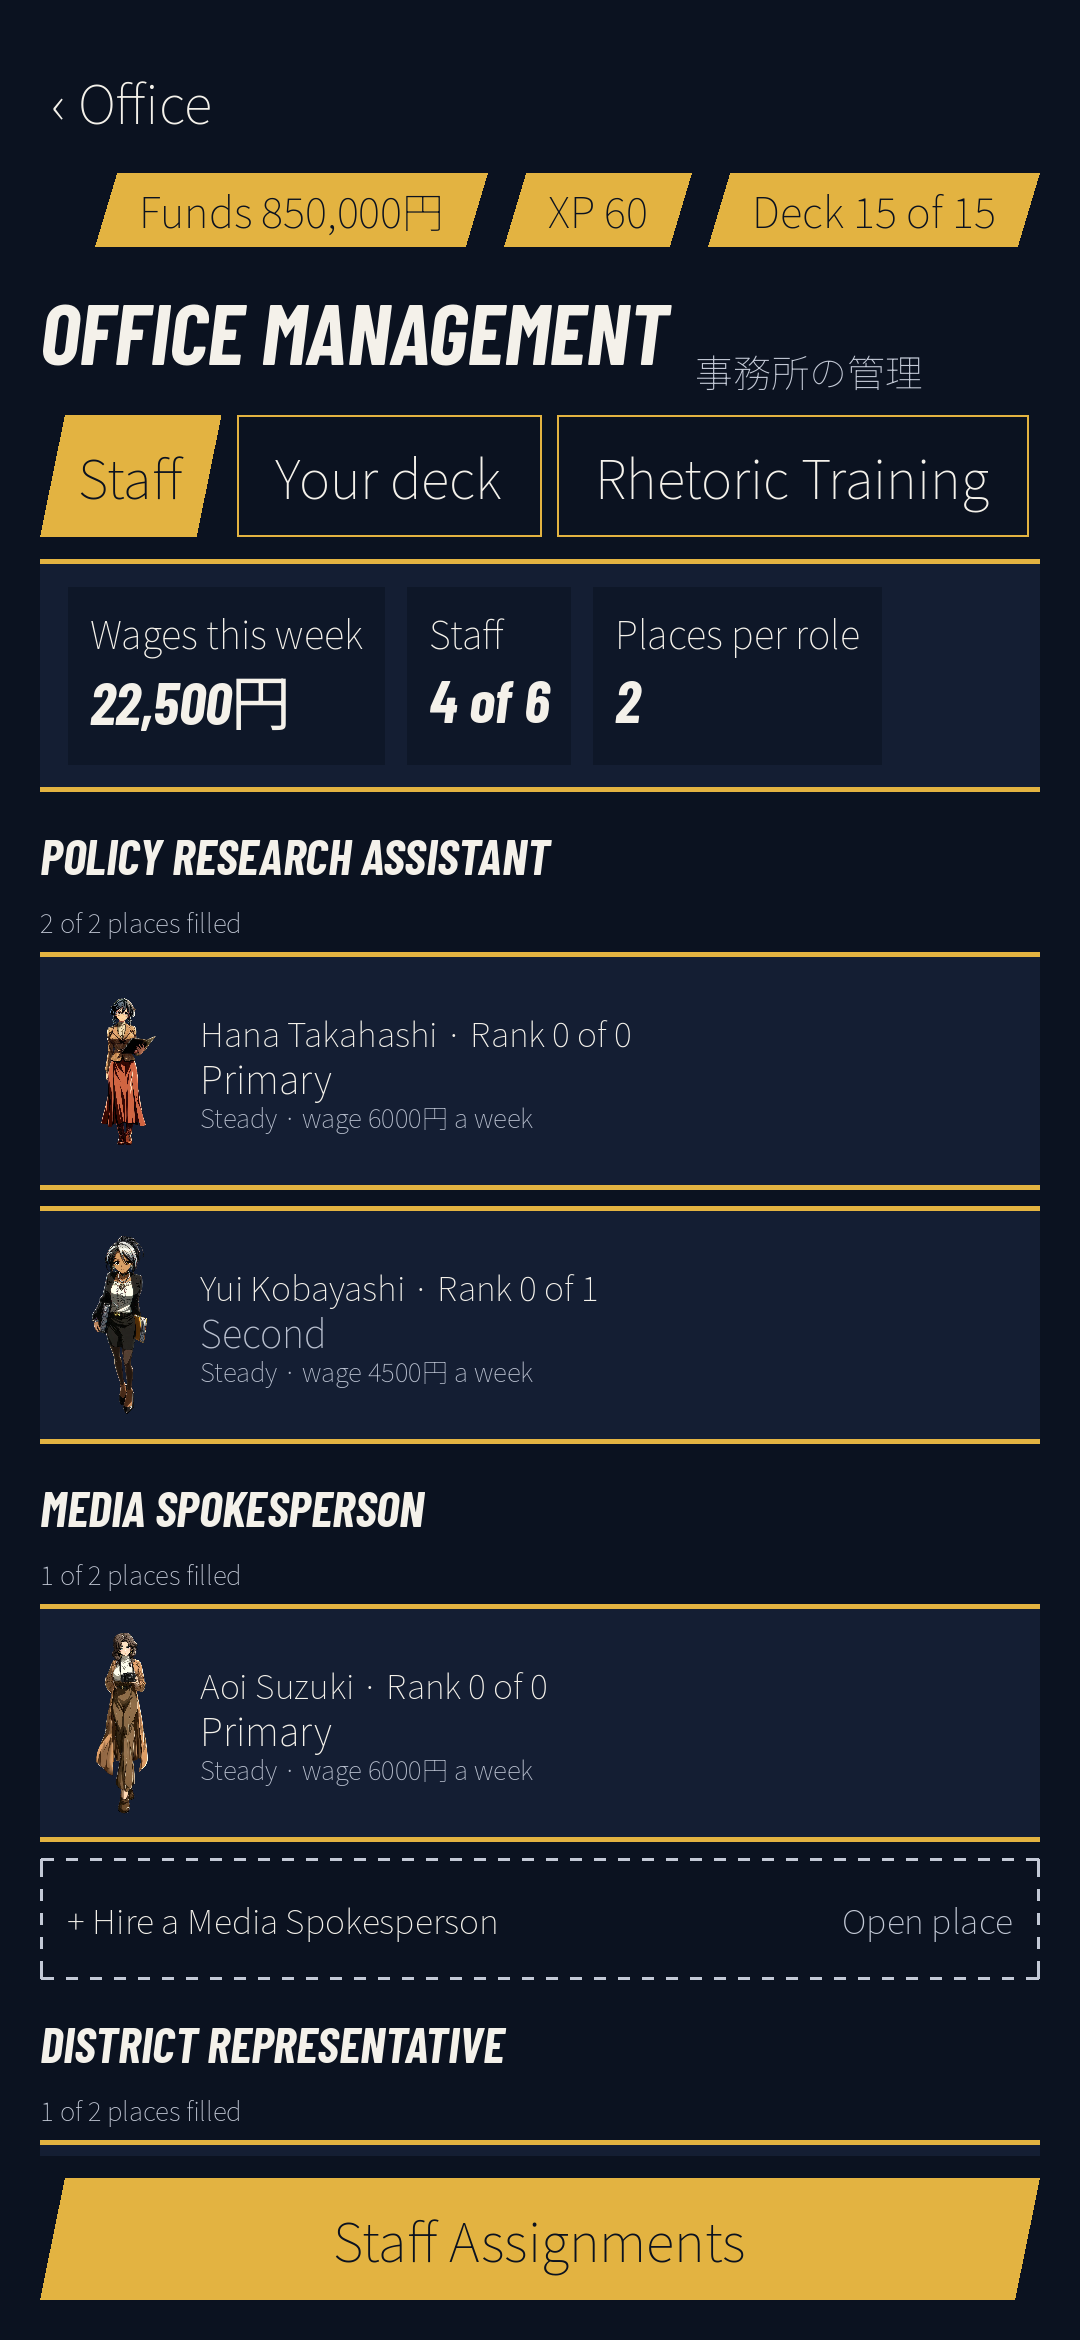 ‹ Office
Funds 850,000円
XP 60
Deck 15 of 15
OFFICE MANAGEMENT 事務所の管理
Staff
Your deck
Rhetoric Training
Wages this week
22,500円
Staff
4 of 6
Places per role
2
POLICY RESEARCH ASSISTANT
2 of 2 places filled
Hana Takahashi · Rank 0 of 0
Primary
Steady · wage 6000円 a week
Yui Kobayashi · Rank 0 of 1
Second
Steady · wage 4500円 a week
MEDIA SPOKESPERSON
1 of 2 places filled
Aoi Suzuki · Rank 0 of 0
Primary
Steady · wage 6000円 a week
+ Hire a Media Spokesperson
Open place
DISTRICT REPRESENTATIVE
1 of 2 places filled
Staff Assignments